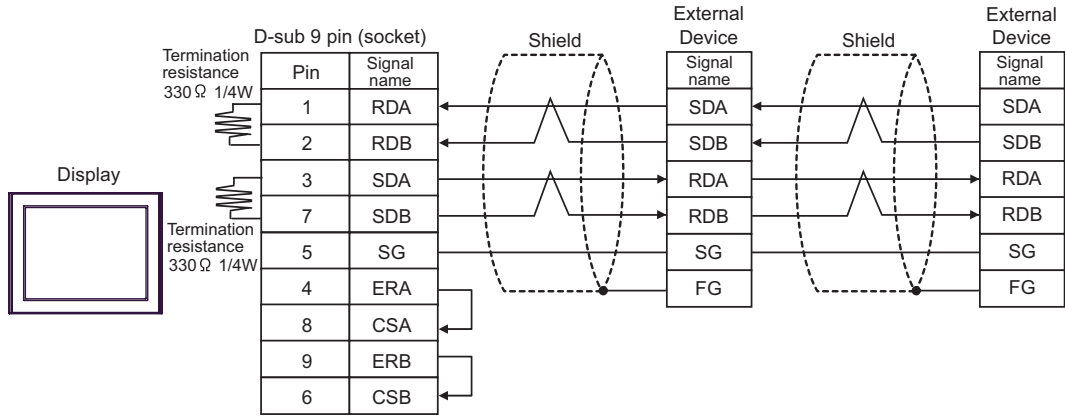 External
Device
External
Device
D-sub 9 pin (socket)
Shield
Shield
Termination
resistance
330 Ω 1/4W
Pin
Signal
name
Signal
name
Signal
name
1 RDA SDA SDA
2 RDB SDB SDB
Display
3 SDA RDA RDA
7 SDB RDB RDB
Termination
resistance
330 Ω 1/4W
5 SG SG SG
4 ERA FG FG
8 CSA
9 ERB
6 CSB